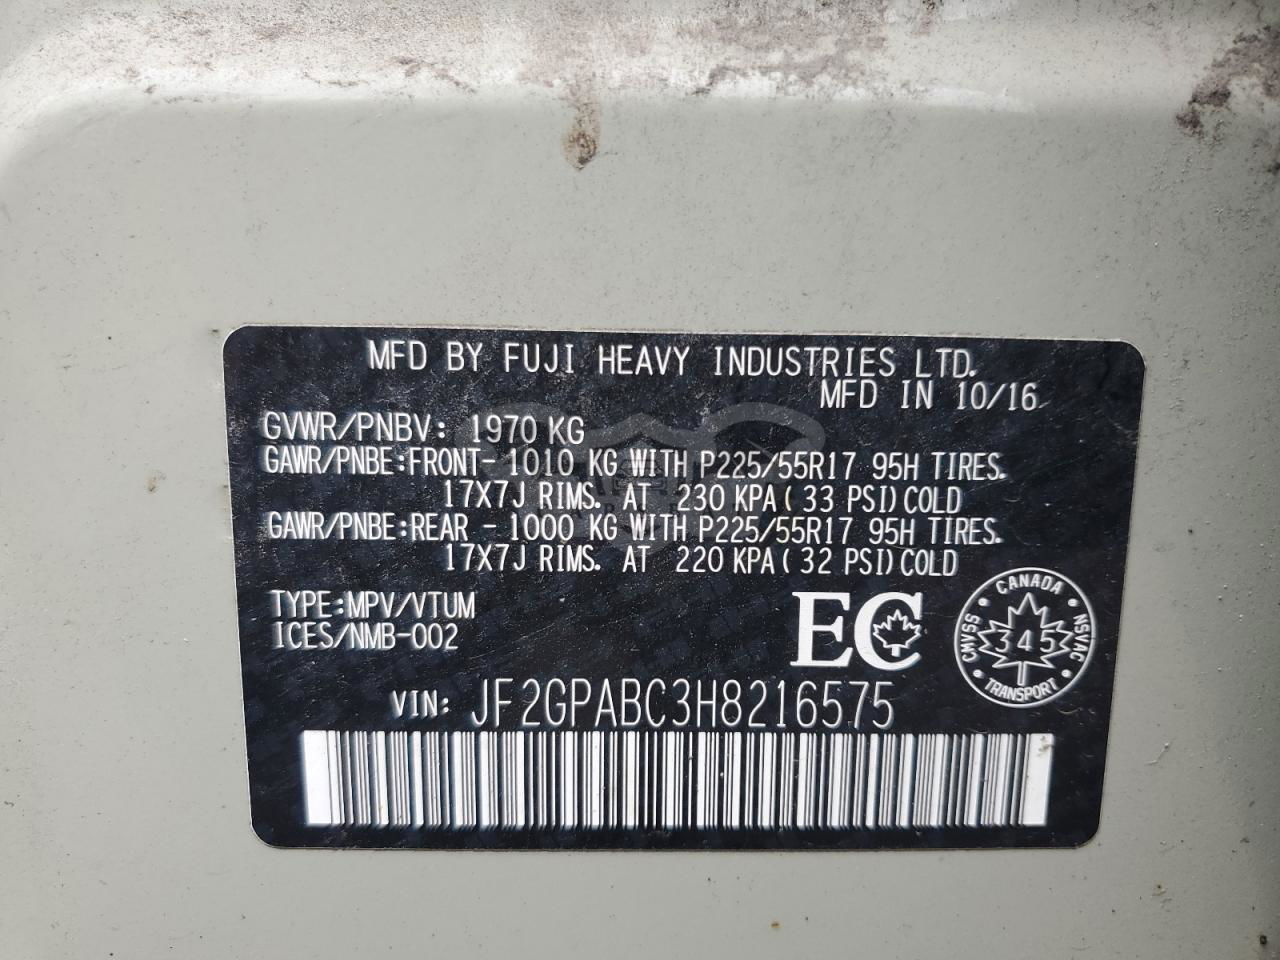 MFD BY FUJI HEAVY INDUSTRIES LTD.
MFD IN 10/16
GVWR/PNBV: 1970 KG
GAWR/PNBE:FRONT- 1010 KG WITH P225/55R17 95H TIRES.
17X7J RIMS. AT 230 KPA( 33 PSI)COLD
GAWR/PNBE:REAR - 1000 KG WITH P225/55R17 95H TIRES.
17X7J RIMS. AT 220 KPA( 32 PSI)COLD
TYPE:MPV/VTUM
ICES/NMB-002
EC
CANADA
CMVSS
NSVAC
345
TRANSPORT
VIN: JF2GPABC3H8216575